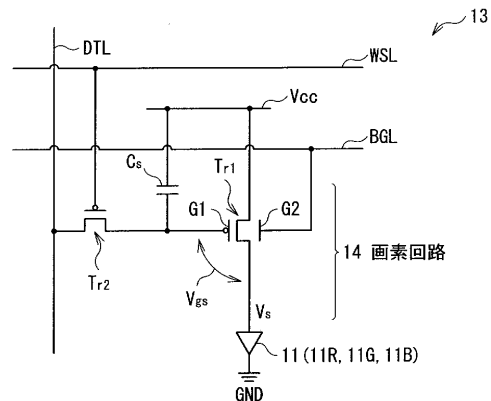 13
DTL
WSL
Vcc
BGL
Cs
Tr1
G1
G2
Tr2
Vgs
14 画素回路
Vs
11 (11R, 11G, 11B)
GND